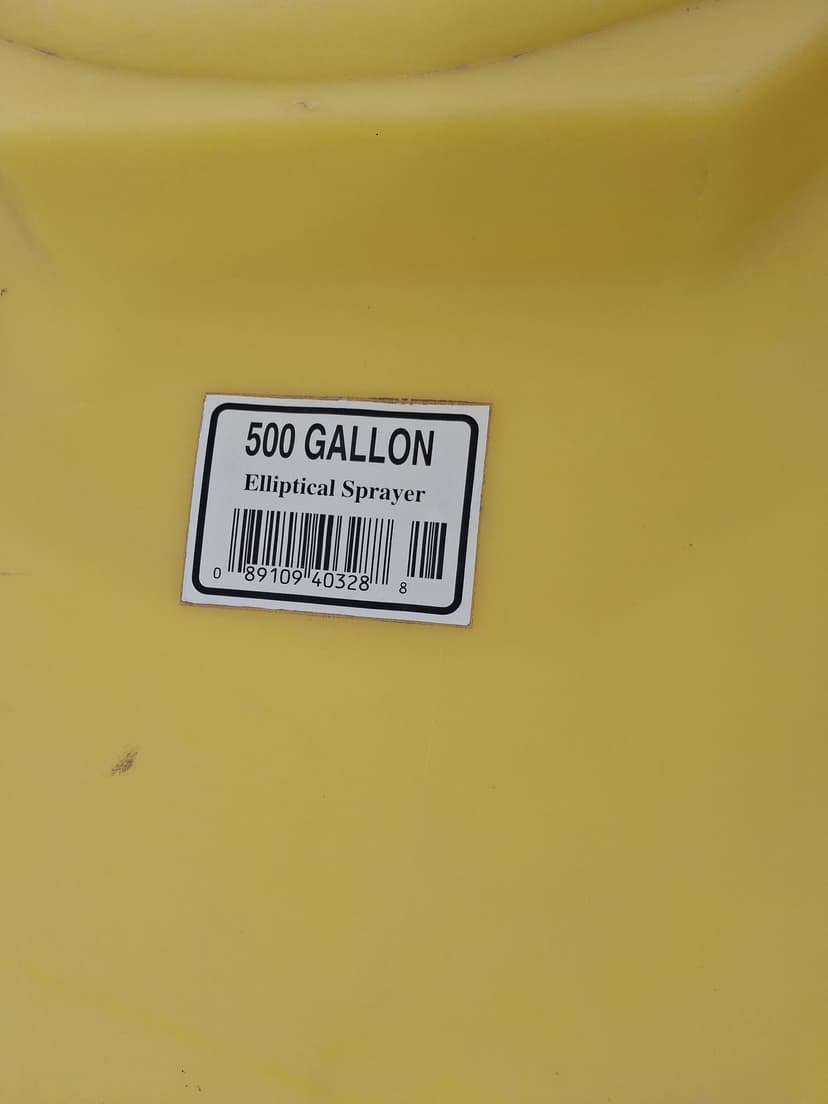 500 GALLON
Elliptical Sprayer
0 89109 40328 8